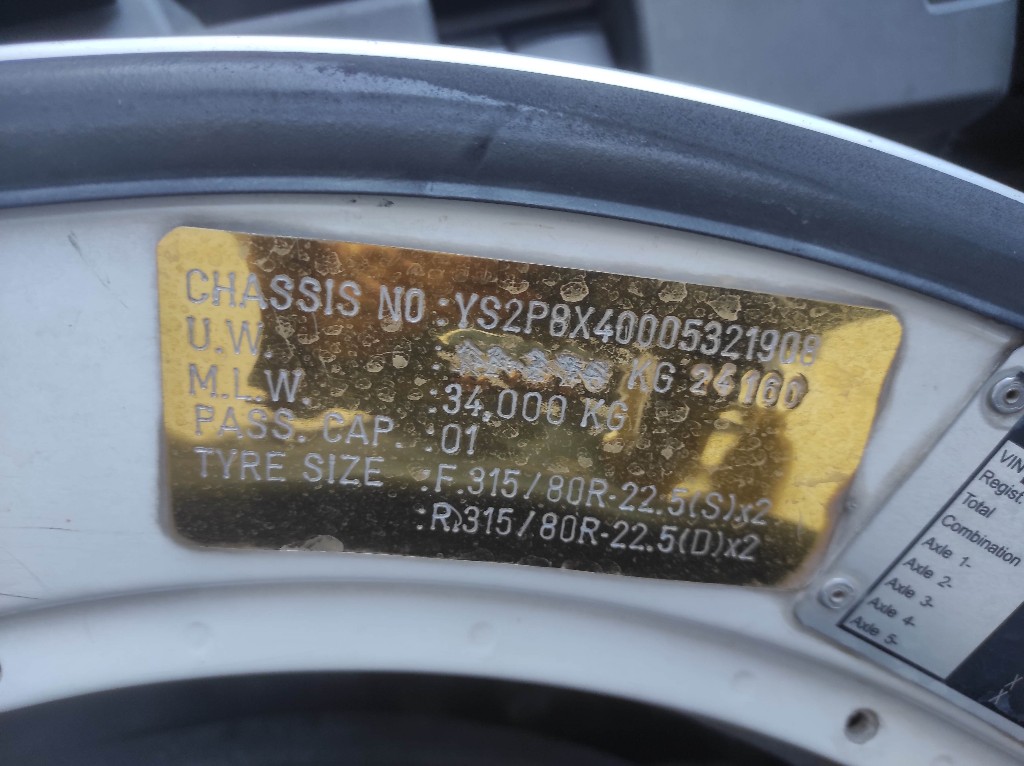 CHASSIS NO :YS2P8X40005321908
U.W. : KG 24160
M.L.W. :34,000 KG
PASS. CAP. :01
TYRE SIZE :F.315/80R-22.5(S)x2
:R.315/80R-22.5(D)x2
VIN
Regist.
Total
Combination
Axle 1-
Axle 2-
Axle 3-
Axle 4-
Axle 5-
X
X